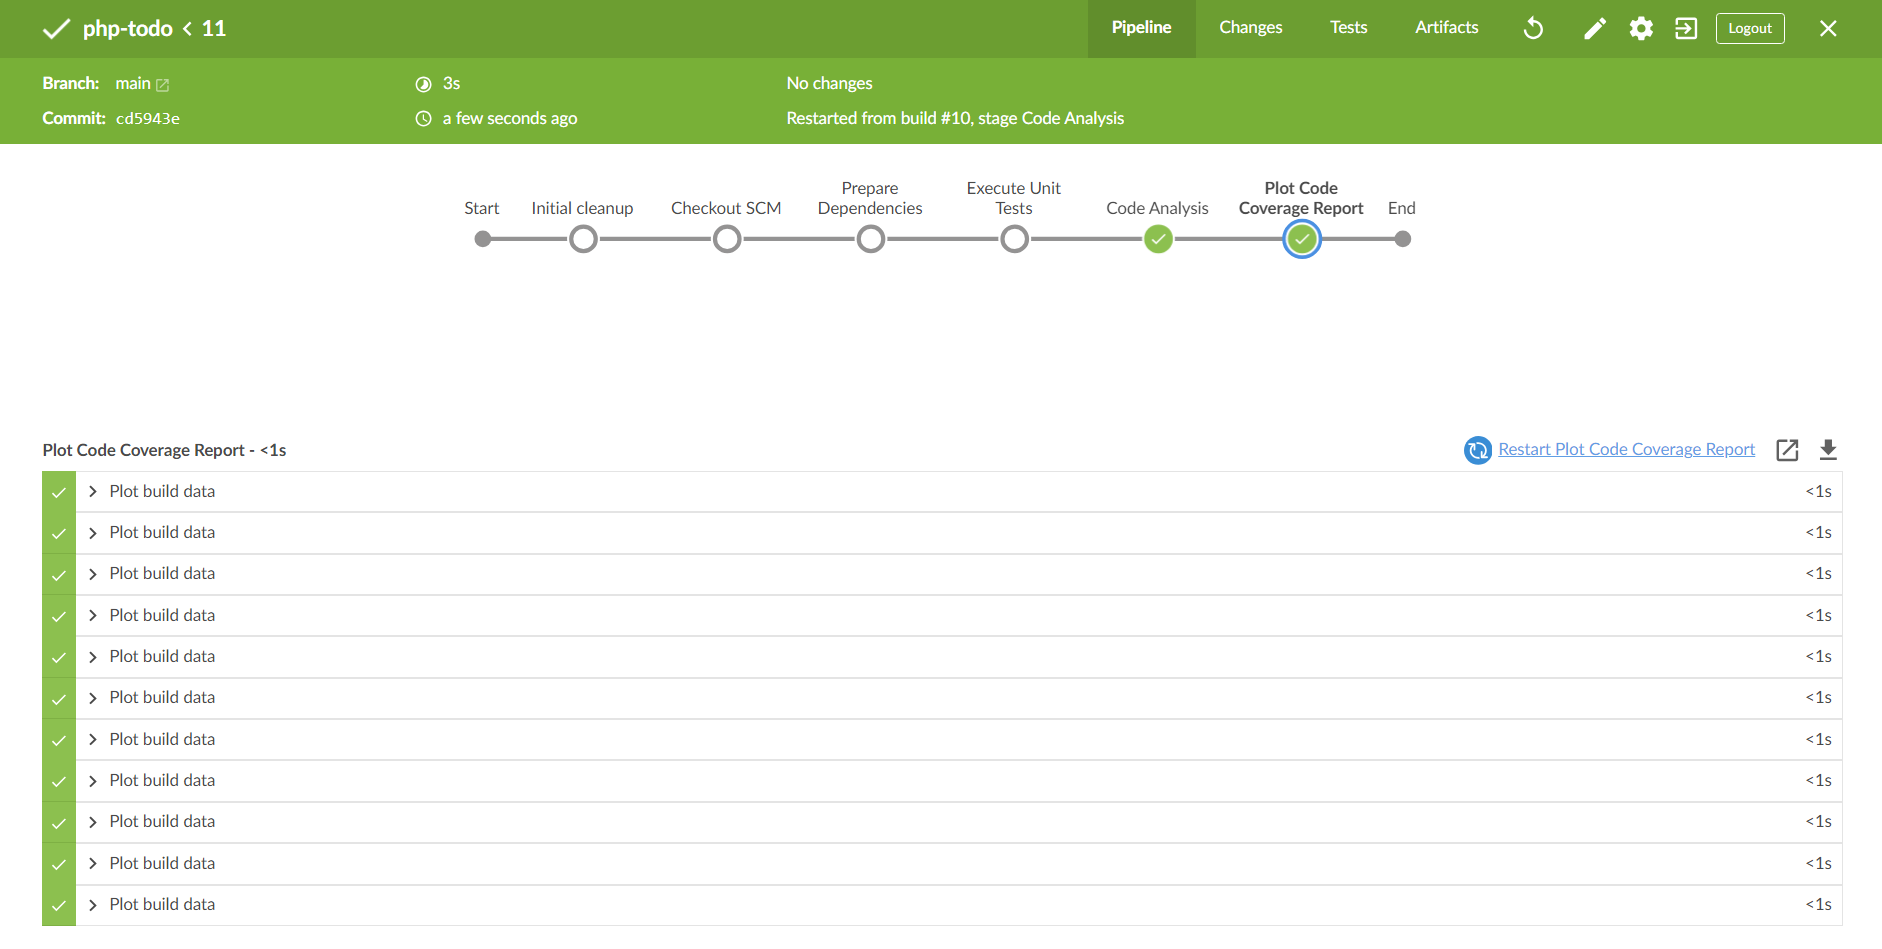 php-todo < 11
Pipeline
Changes
Tests
Artifacts
Logout
Branch: main
3s
No changes
Commit: cd5943e
a few seconds ago
Restarted from build #10, stage Code Analysis
Start
Initial cleanup
Checkout SCM
Prepare
Dependencies
Execute Unit
Tests
Code Analysis
Plot Code
Coverage Report
End
Plot Code Coverage Report - <1s
Restart Plot Code Coverage Report
Plot build data <1s
Plot build data <1s
Plot build data <1s
Plot build data <1s
Plot build data <1s
Plot build data <1s
Plot build data <1s
Plot build data <1s
Plot build data <1s
Plot build data <1s
Plot build data <1s